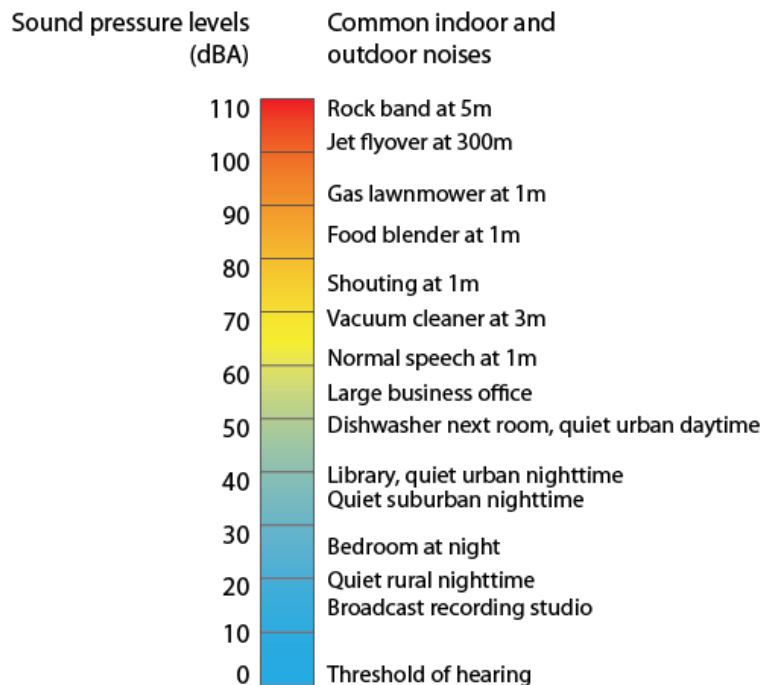 Sound pressure levels
(dBA)
Common indoor and
outdoor noises
110
Rock band at 5m
Jet flyover at 300m
100
Gas lawnmower at 1m
90
Food blender at 1m
80
Shouting at 1m
70
Vacuum cleaner at 3m
Normal speech at 1m
60
Large business office
50
Dishwasher next room, quiet urban daytime
40
Library, quiet urban nighttime
Quiet suburban nighttime
30
Bedroom at night
20
Quiet rural nighttime
Broadcast recording studio
10
0
Threshold of hearing